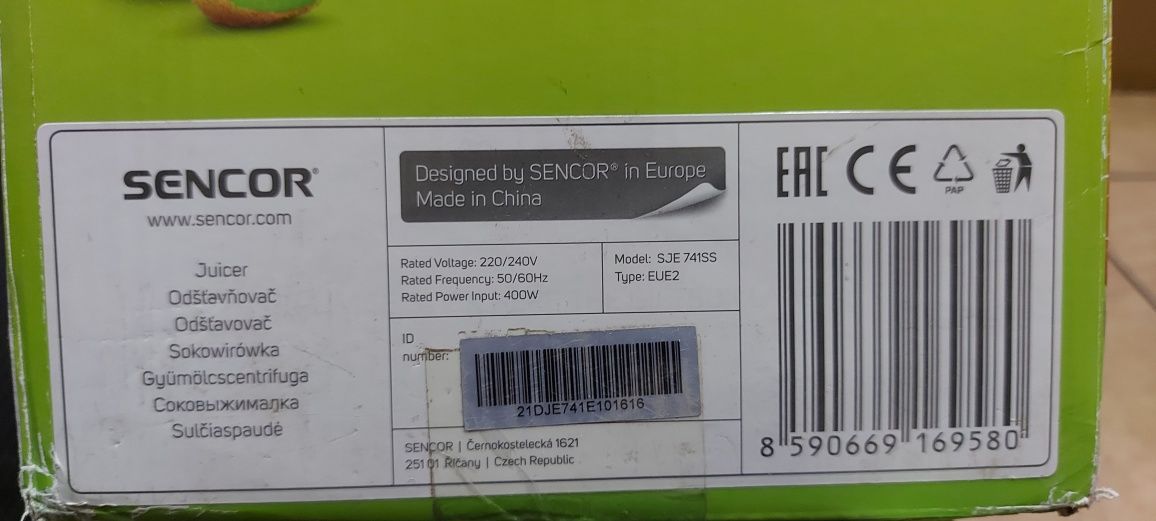 SENCOR®
www.sencor.com
Juicer
Odšťavňovač
Odšťavovač
Sokowirówka
Gyümölcscentrifuga
Соковыжималка
Sulčiaspaudė
Designed by SENCOR® in Europe
Made in China
Rated Voltage: 220/240V
Rated Frequency: 50/60Hz
Rated Power Input: 400W
Model: SJE 741SS
Type: EUE2
ID
number:
21DJE741E101616
SENCOR | Černokostelecká 1621
251 01 Říčany | Czech Republic
EAC CE
PAP
8 590669 169580